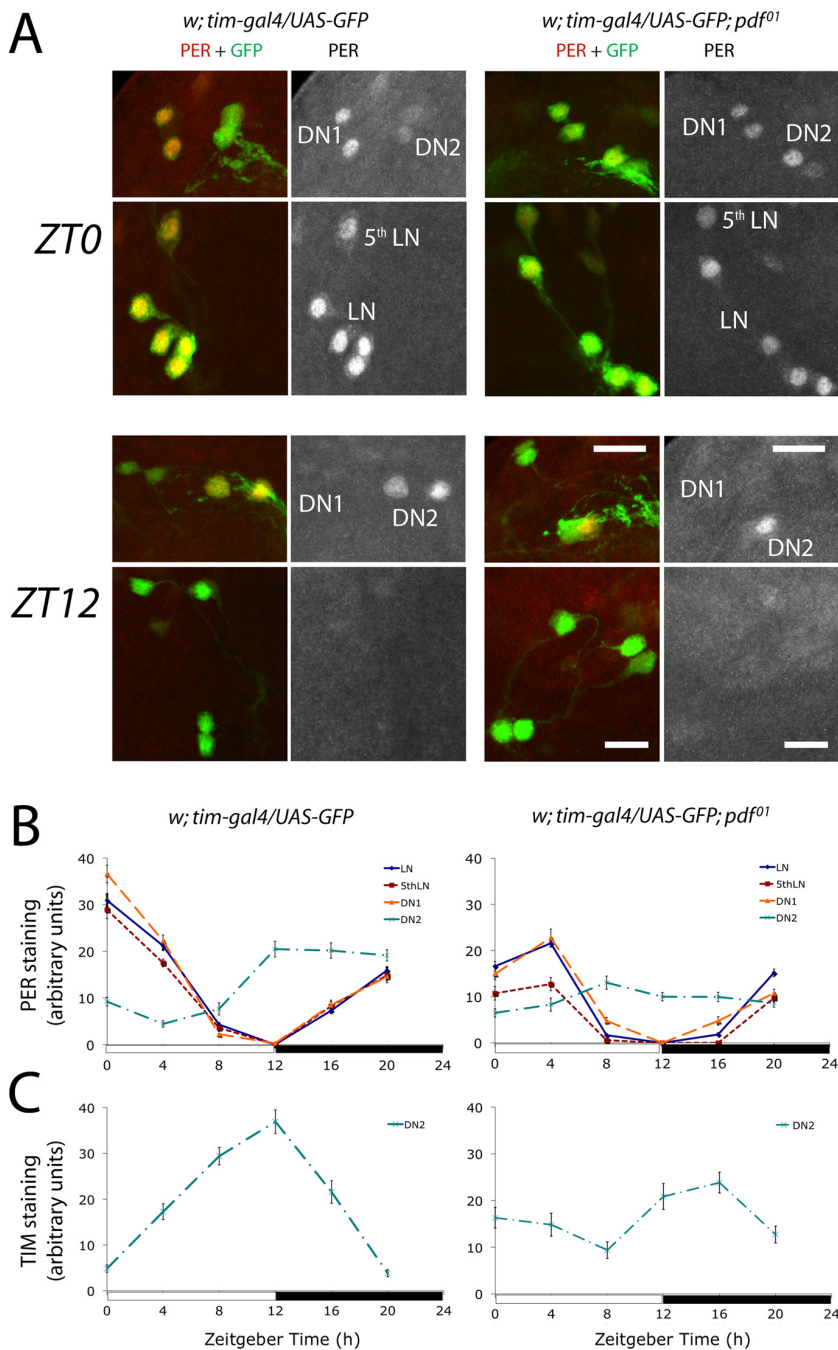 A
w; tim-gal4/UAS-GFP
w; tim-gal4/UAS-GFP; pdf⁰¹
PER + GFP
PER
PER + GFP
PER
ZT0
DN1
DN2
DN1
DN2
5th LN
LN
5th LN
LN
ZT12
DN1
DN2
DN1
DN2
B
w; tim-gal4/UAS-GFP
w; tim-gal4/UAS-GFP; pdf⁰¹
PER staining
(arbitrary units)
40
30
20
10
0
0 4 8 12 16 20 24
LN
5thLN
DN1
DN2
40
30
20
10
0
0 4 8 12 16 20 24
LN
5thLN
DN1
DN2
C
TIM staining
(arbitrary units)
40
30
20
10
0
0 4 8 12 16 20 24
DN2
Zeitgeber Time (h)
40
30
20
10
0
0 4 8 12 16 20 24
DN2
Zeitgeber Time (h)